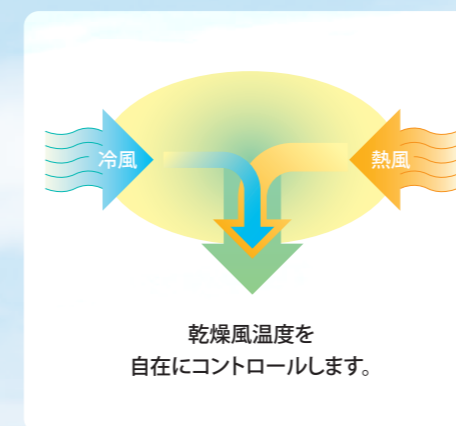 冷風
熱風
乾燥風温度を
自在にコントロールします。